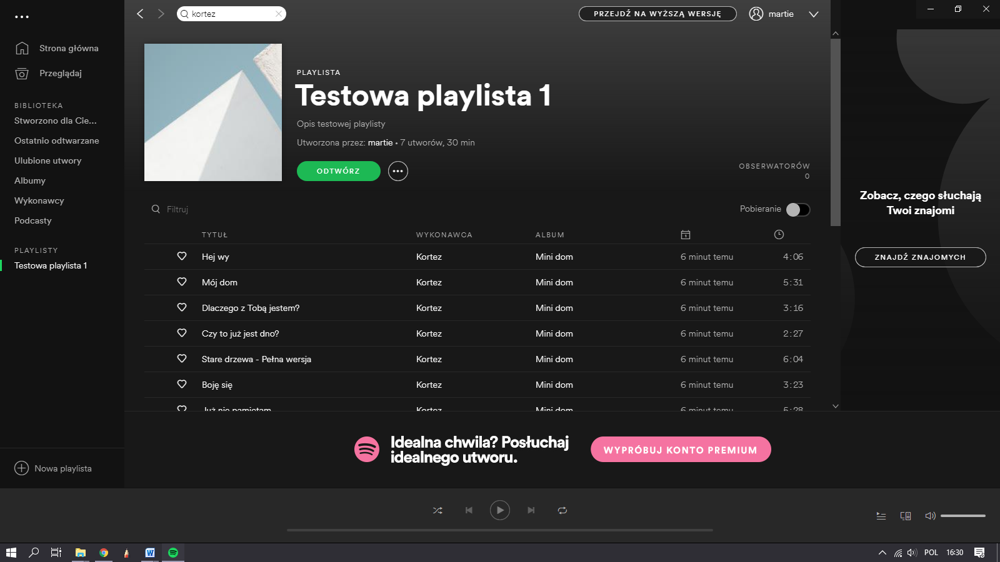 kortez
PRZEJDŹ NA WYŻSZĄ WERSJĘ
martie
Strona główna
Przeglądaj
BIBLIOTEKA
Stworzono dla Cie...
Ostatnio odtwarzane
Ulubione utwory
Albumy
Wykonawcy
Podcasty
PLAYLISTY
Testowa playlista 1
Nowa playlista
PLAYLISTA
Testowa playlista 1
Opis testowej playlisty
Utworzona przez: martie • 7 utworów, 30 min
ODTWÓRZ
OBSERWATORÓW
0
Filtruj
Pobieranie
TYTUŁ WYKONAWCA ALBUM
Hej wy Kortez Mini dom 6 minut temu 4:06
Mój dom Kortez Mini dom 6 minut temu 5:31
Dlaczego z Tobą jestem? Kortez Mini dom 6 minut temu 3:16
Czy to już jest dno? Kortez Mini dom 6 minut temu 2:27
Stare drzewa - Pełna wersja Kortez Mini dom 6 minut temu 6:04
Boję się Kortez Mini dom 6 minut temu 3:23
Już nie pamiętam Kortez Mini dom 6 minut temu 5:28
Zobacz, czego słuchają
Twoi znajomi
ZNAJDŹ ZNAJOMYCH
Idealna chwila? Posłuchaj
idealnego utworu.
WYPRÓBUJ KONTO PREMIUM
POL 16:30